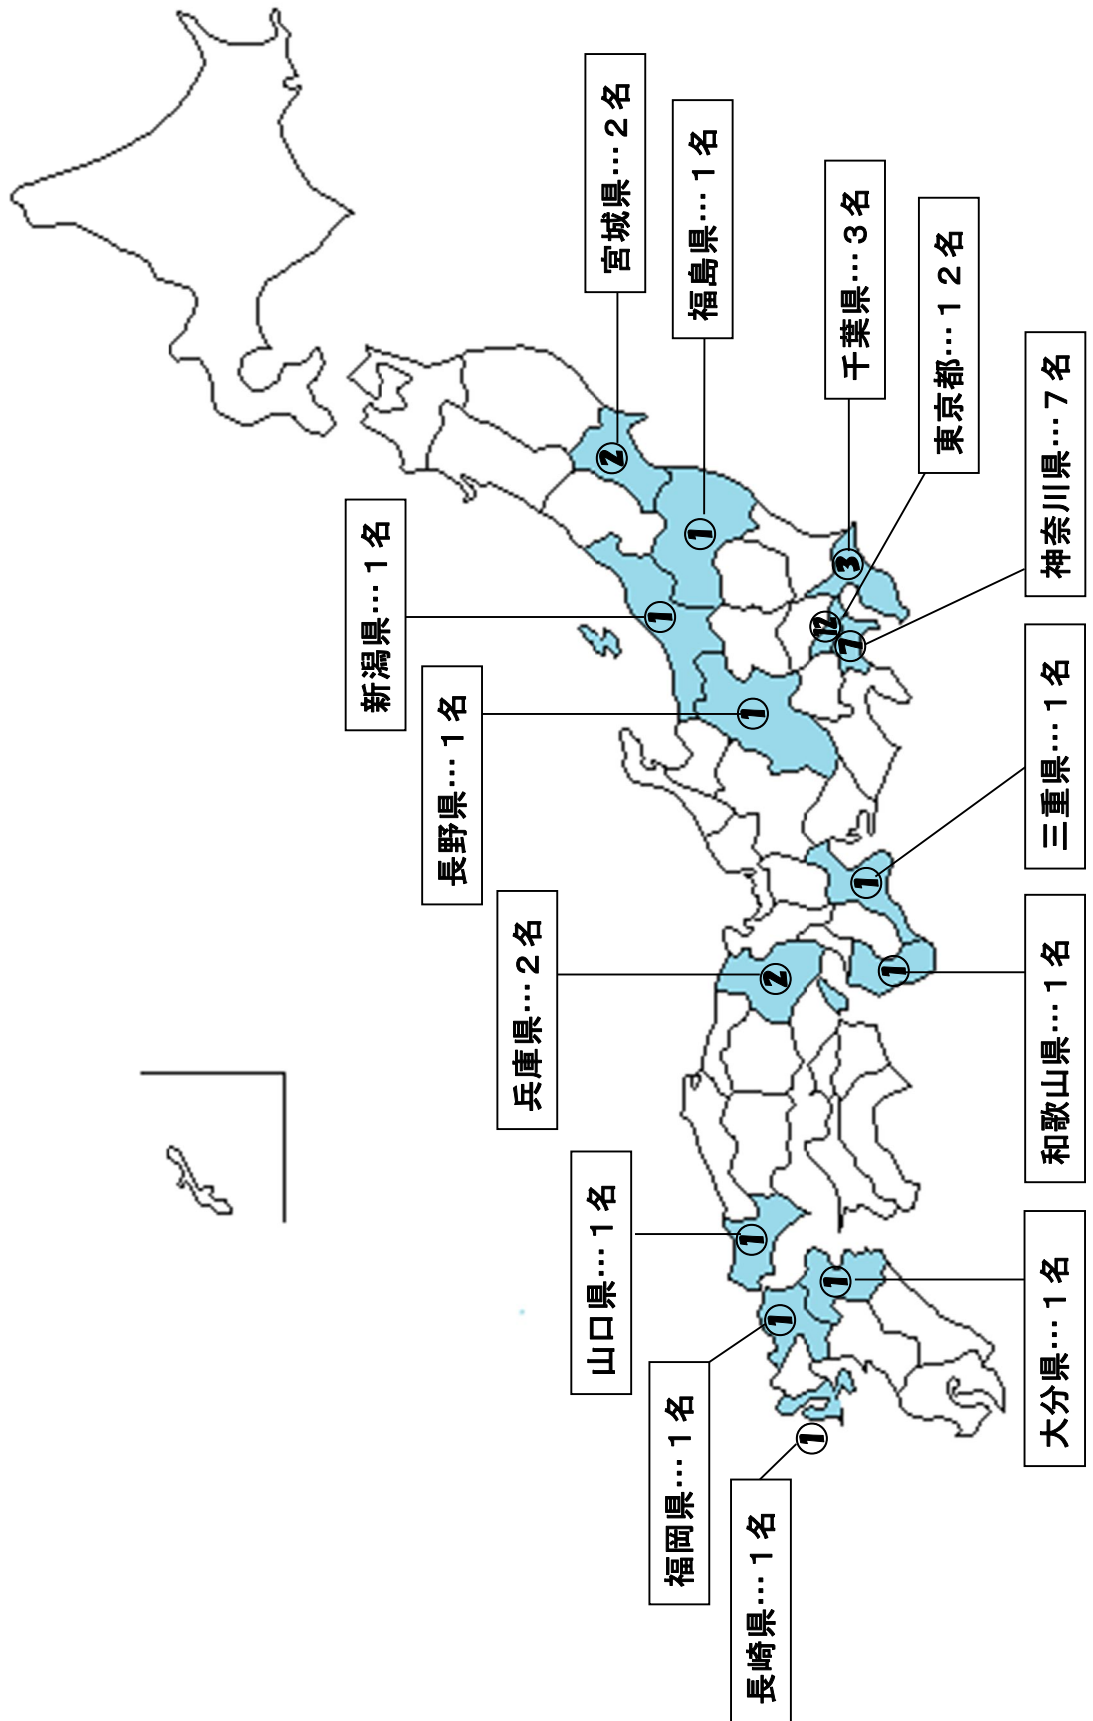 宮城県…２名
福島県…１名
千葉県…３名
東京都…１２名
神奈川県…７名
新潟県…１名
長野県…１名
三重県…１名
兵庫県…２名
和歌山県…１名
山口県…１名
大分県…１名
福岡県…１名
長崎県…１名
2
1
3
12
7
1
1
1
2
1
1
1
1
1